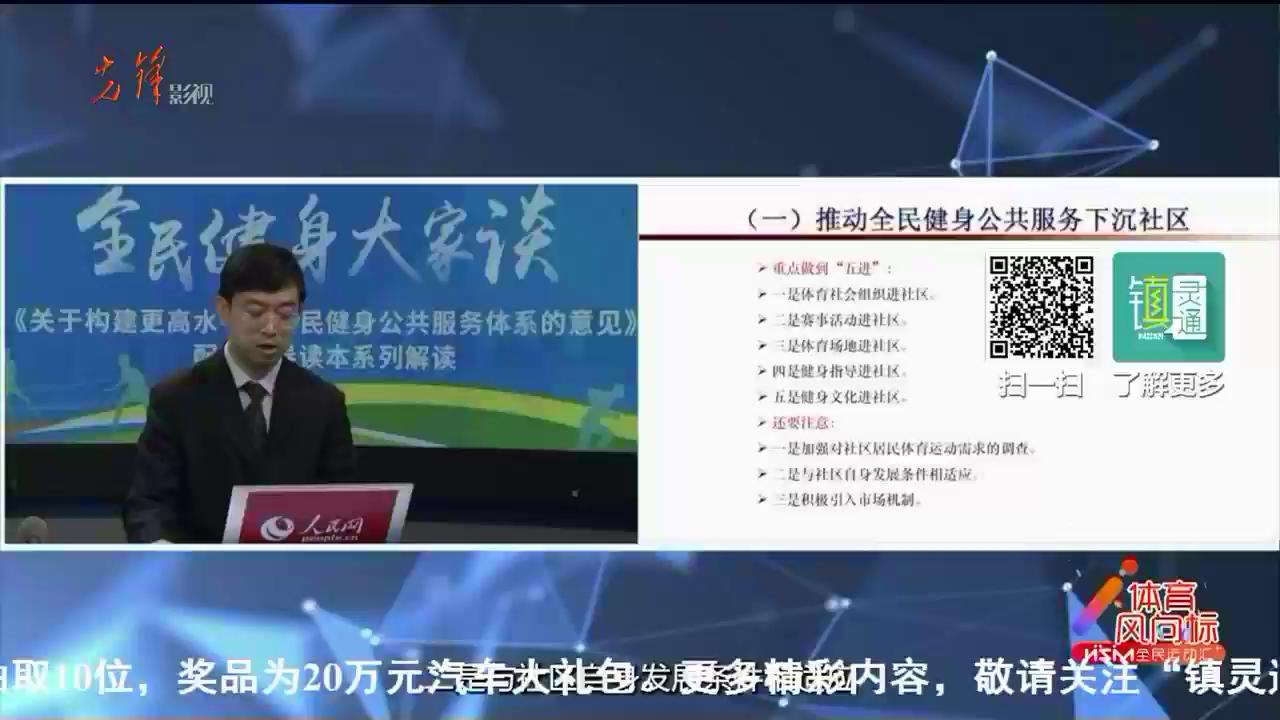 先锋影视
全民健身大家谈
《关于构建更高水
民健身公共服务体系的意见》
读本系列解读
人民网
people.cn
（一）推动全民健身公共服务下沉社区
重点做到“五进”：
一是体育社会组织进社区。
二是赛事活动进社区。
三是体育场地进社区。
四是健身指导进社区。
五是健身文化进社区。
还要注意：
一是加强对社区居民体育运动需求的调查。
二是与社区自身发展条件相适应。
三是积极引入市场机制。
镇灵通
扫一扫
了解更多
体育
风向标
全民运动汇
抽取10位，奖品为20万元汽车大礼包。更多精彩内容，敬请关注“镇灵通